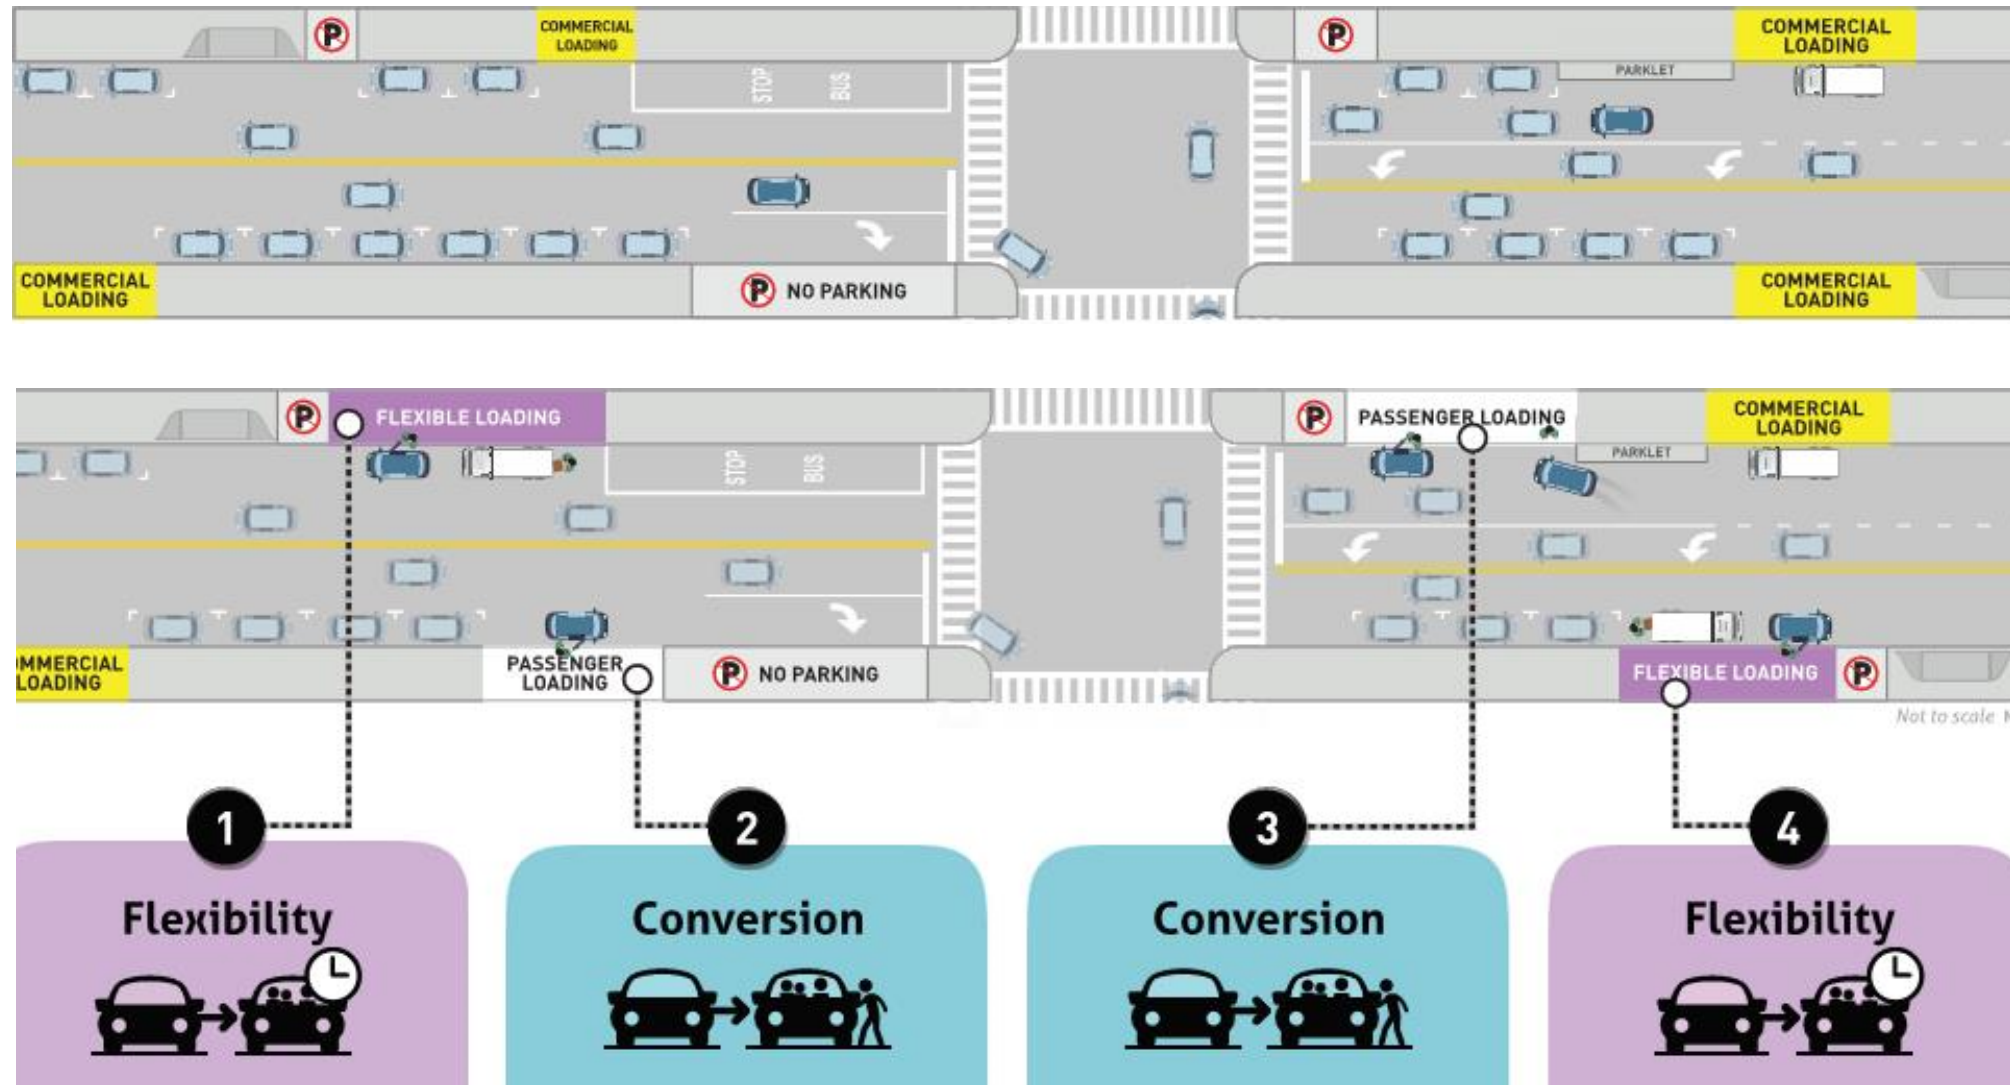 COMMERCIAL
LOADING
STOP
BUS
COMMERCIAL
LOADING
PARKLET
COMMERCIAL
LOADING
NO PARKING
COMMERCIAL
LOADING
FLEXIBLE LOADING
STOP
BUS
PASSENGER LOADING
COMMERCIAL
LOADING
PARKLET
MMERCIAL
LOADING
PASSENGER
LOADING
NO PARKING
FLEXIBLE LOADING
Not to scale
1
2
3
4
Flexibility
Conversion
Conversion
Flexibility